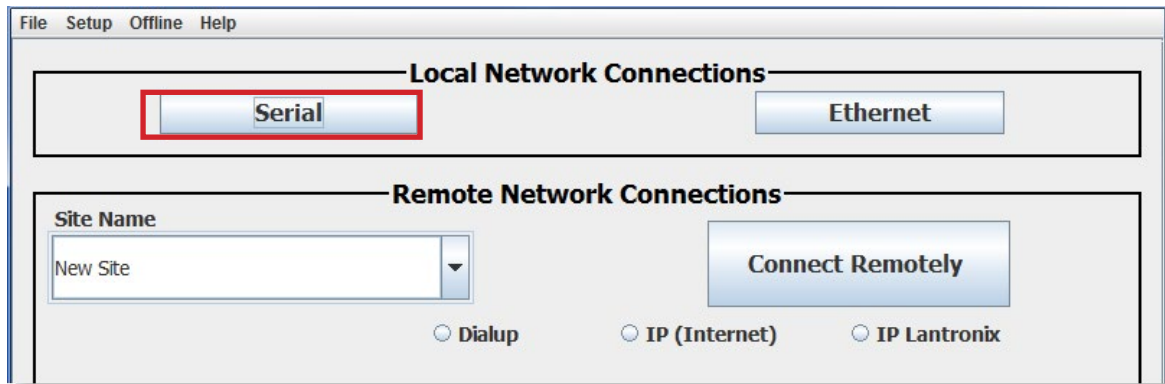 File Setup Offline Help
Local Network Connections
Serial Ethernet
Remote Network Connections
Site Name
New Site
Connect Remotely
Dialup IP (Internet) IP Lantronix